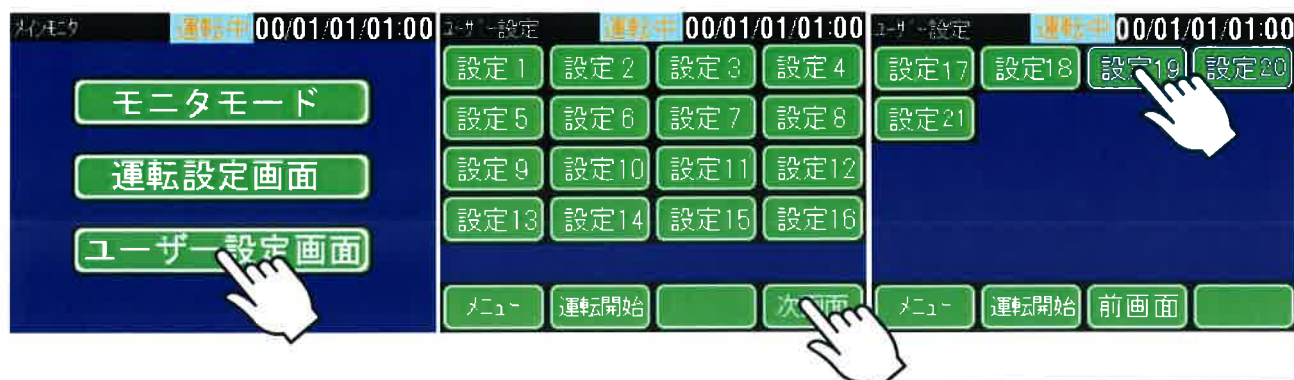 メインモニタ 運転中 00/01/01/01:00
モニタモード
運転設定画面
ユーザー設定画面
ユーザー設定 運転中 00/01/01/01:00
設定1 設定2 設定3 設定4
設定5 設定6 設定7 設定8
設定9 設定10 設定11 設定12
設定13 設定14 設定15 設定16
メニュー 運転開始 次画面
ユーザー設定 運転中 00/01/01/01:00
設定17 設定18 設定19 設定20
設定21
メニュー 運転開始 前画面